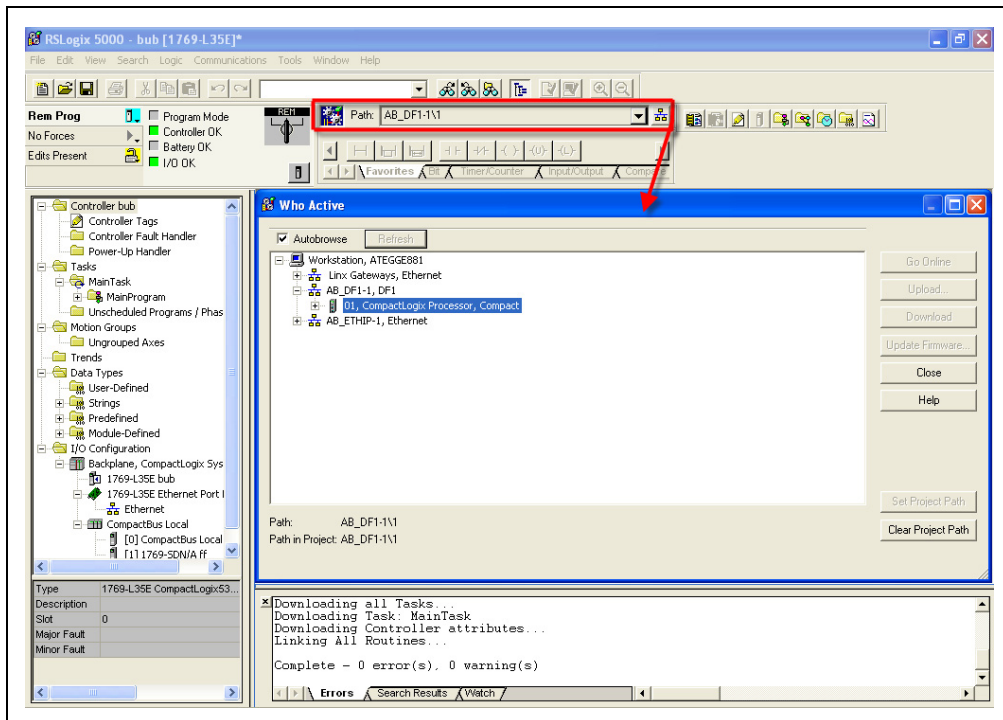 RSLogix 5000 - bub [1769-L35E]*
File Edit View Search Logic Communications Tools Window Help
Rem Prog
No Forces
Edits Present
Program Mode
Controller OK
Battery OK
I/O OK
REM
Path: AB_DF1-1\1
Favorites Bit Timer/Counter Input/Output Compare
Controller bub
Controller Tags
Controller Fault Handler
Power-Up Handler
Tasks
MainTask
MainProgram
Unscheduled Programs / Phas
Motion Groups
Ungrouped Axes
Trends
Data Types
User-Defined
Strings
Predefined
Module-Defined
I/O Configuration
Backplane, CompactLogix Sys
1769-L35E bub
1769-L35E Ethernet Port l
Ethernet
CompactBus Local
[0] CompactBus Local
[1] 1769-SDN/A ff
Type 1769-L35E CompactLogix53...
Description
Slot 0
Major Fault
Minor Fault
Who Active
Autobrowse Refresh
Workstation, ATEGGE881
Linx Gateways, Ethernet
AB_DF1-1, DF1
01, CompactLogix Processor, Compact
AB_ETHIP-1, Ethernet
Go Online
Upload...
Download
Update Firmware...
Close
Help
Set Project Path
Clear Project Path
Path: AB_DF1-1\1
Path in Project: AB_DF1-1\1
Downloading all Tasks...
Downloading Task: MainTask
Downloading Controller attributes...
Linking All Routines...
Complete - 0 error(s), 0 warning(s)
Errors Search Results Watch